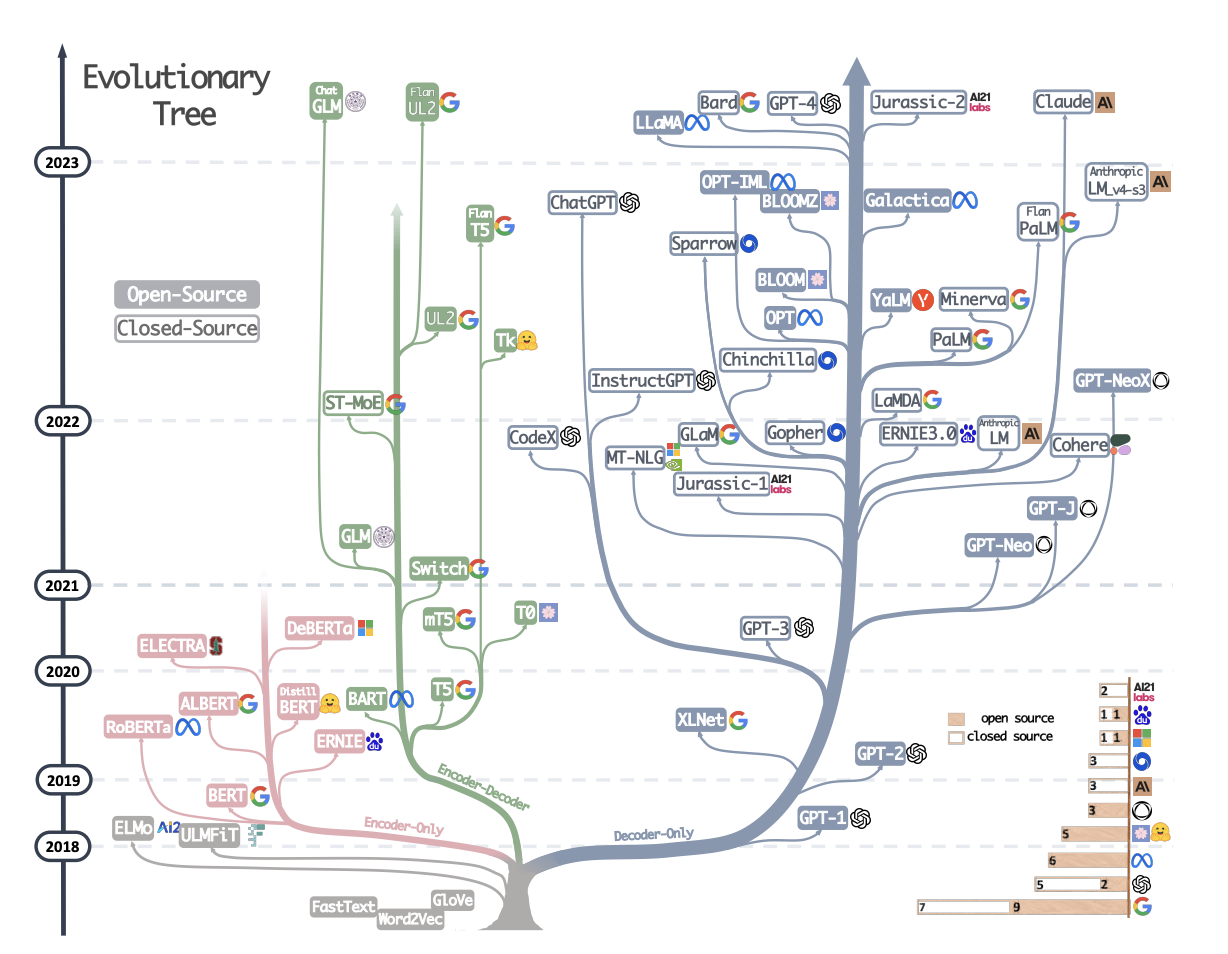 Evolutionary
Tree
2023
2022
2021
2020
2019
2018
Open-Source
Closed-Source
Chat
GLM
Flan
UL2
Flan
T5
UL2
Tk
ST-MoE
GLM
Switch
mT5
T0
BART
T5
Encoder-Decoder
DeBERTa
ELECTRA
ALBERT
Distill
BERT
RoBERTa
ERNIE
BERT
Encoder-Only
ELMo
AI2
ULMFiT
FastText
Word2Vec
GloVe
Bard
GPT-4
Jurassic-2
AI21
labs
Claude
A\
LLaMA
OPT-IML
BLOOMZ
Galactica
Anthropic
LM_v4-s3
A\
ChatGPT
Flan
PaLM
Sparrow
BLOOM
YaLM
Y
Minerva
OPT
PaLM
Chinchilla
InstructGPT
GPT-NeoX
LaMDA
CodeX
GLaM
Gopher
ERNIE3.0
du
Anthropic
LM
A\
Cohere
MT-NLG
Jurassic-1
AI21
labs
GPT-J
GPT-Neo
GPT-3
XLNet
GPT-2
GPT-1
Decoder-Only
open source
closed source
2
AI21
labs
1 1
du
1 1
3
3
A\
3
5
6
5 2
7 9